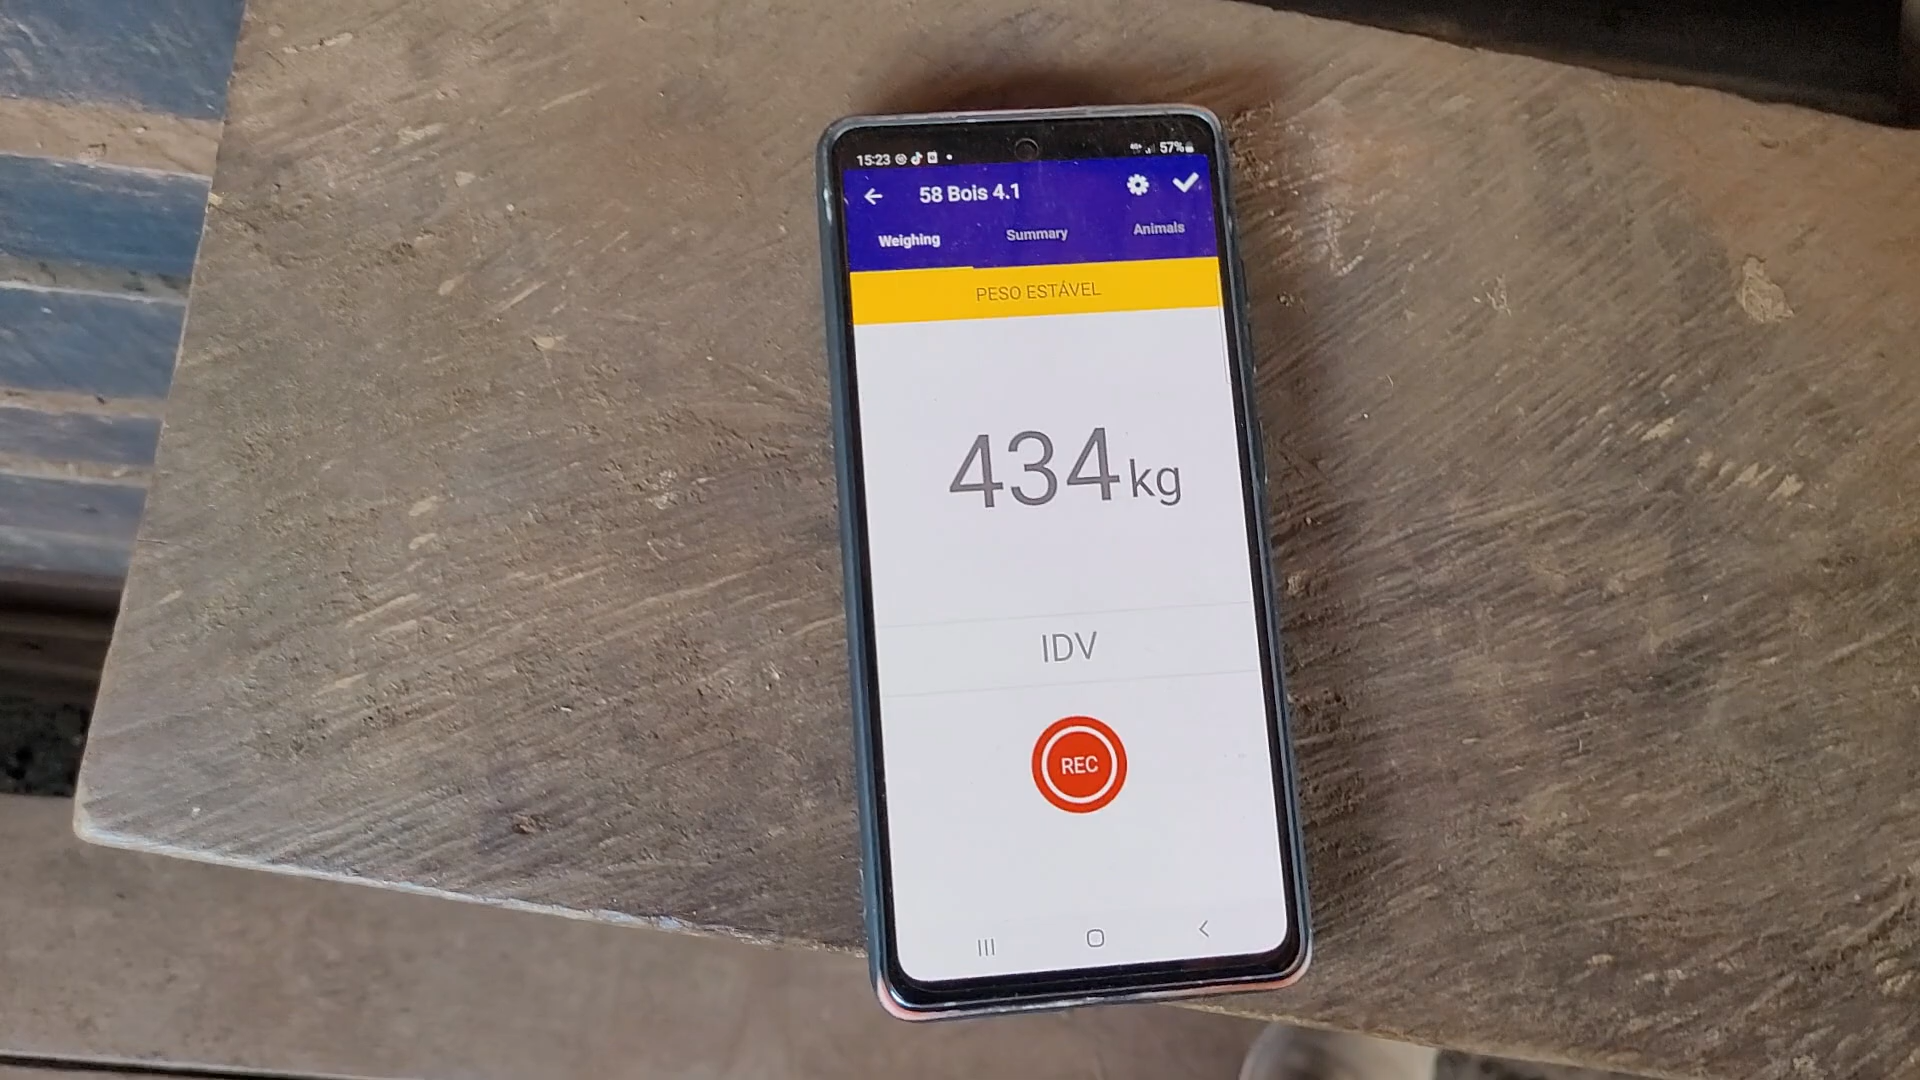 15:23 57%
58 Bois 4.1
Weighing Summary Animals
PESO ESTÁVEL
434kg
IDV
REC